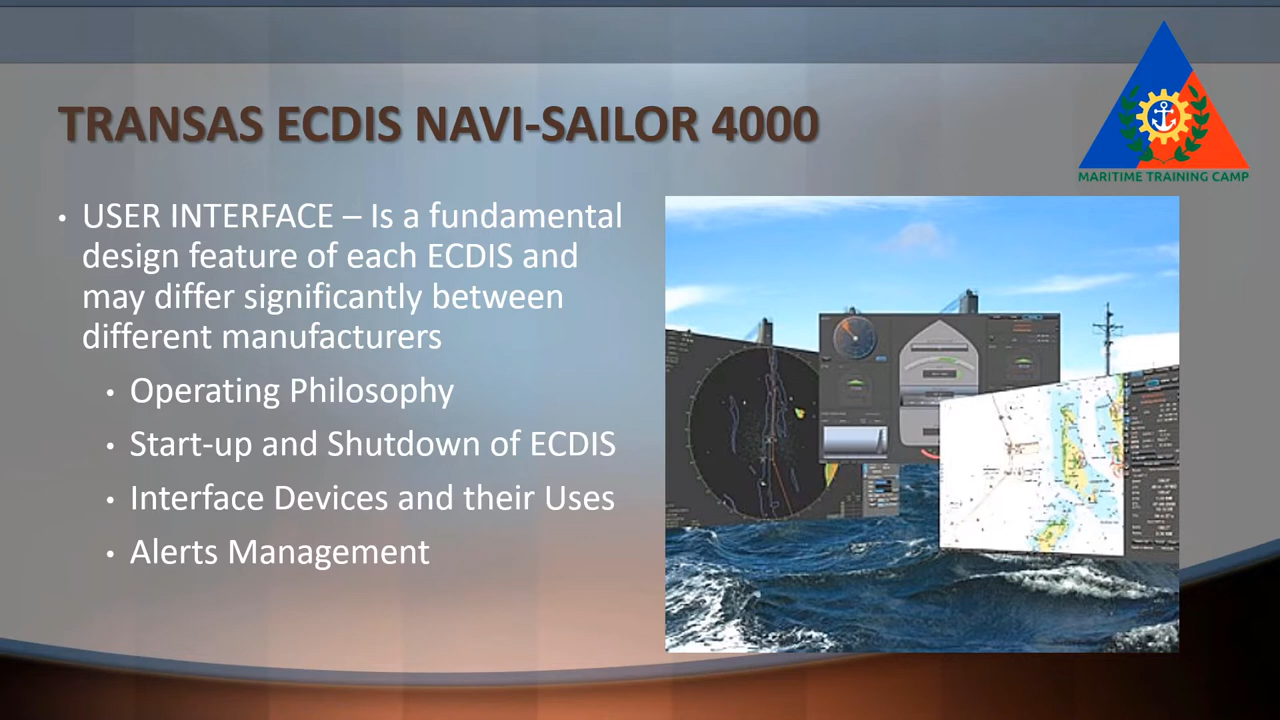 TRANSAS ECDIS NAVI-SAILOR 4000
MARITIME TRAINING CAMP
• USER INTERFACE – Is a fundamental
design feature of each ECDIS and
may differ significantly between
different manufacturers
• Operating Philosophy
• Start-up and Shutdown of ECDIS
• Interface Devices and their Uses
• Alerts Management